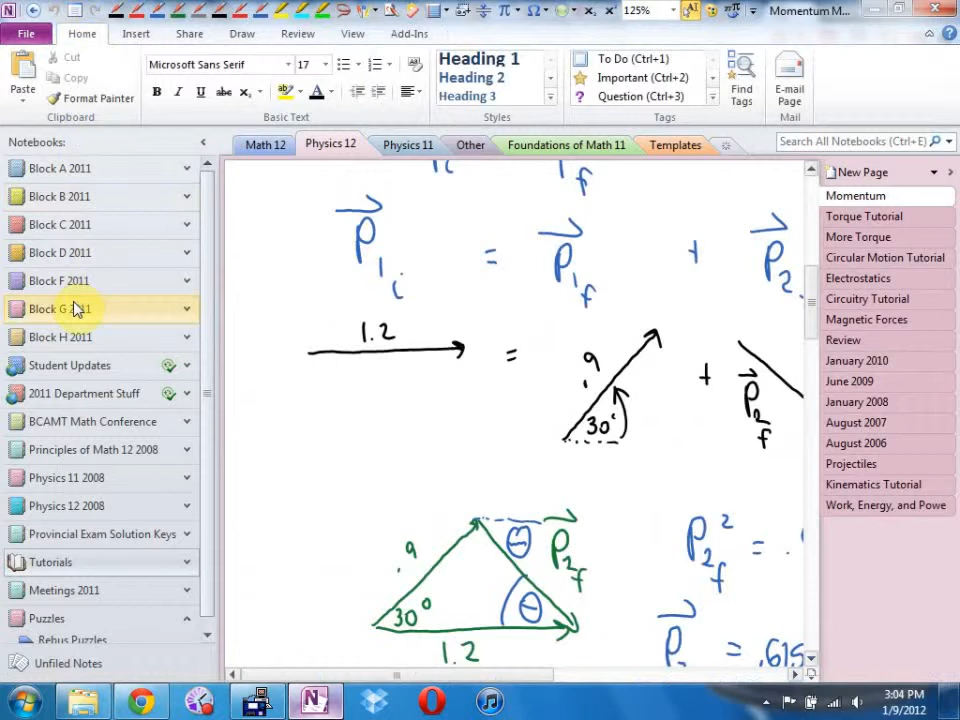 125%
Momentum M...
File Home Insert Share Draw Review View Add-Ins
Paste
Cut
Copy
Format Painter
Clipboard
Microsoft Sans Serif 17
B I U abc x₂ A
Basic Text
Heading 1
Heading 2
Heading 3
Styles
To Do (Ctrl+1)
Important (Ctrl+2)
Question (Ctrl+3)
Tags
Find Tags
E-mail Page
Mail
Notebooks:
Math 12 Physics 12 Physics 11 Other Foundations of Math 11 Templates
Search All Notebooks (Ctrl+E)
Block A 2011
Block B 2011
Block C 2011
Block D 2011
Block F 2011
Block G 2011
Block H 2011
Student Updates
2011 Department Stuff
BCAMT Math Conference
Principles of Math 12 2008
Physics 11 2008
Physics 12 2008
Provincial Exam Solution Keys
Tutorials
Meetings 2011
Puzzles
Rebus Puzzles
Unfiled Notes
1i 1f
P1i = P1f + P2
1.2 = .9 30° + P2f
.9 30° 1.2 θ θ P2f
P2f² = .
P = .615
New Page
Momentum
Torque Tutorial
More Torque
Circular Motion Tutorial
Electrostatics
Circuitry Tutorial
Magnetic Forces
Review
January 2010
June 2009
January 2008
August 2007
August 2006
Projectiles
Kinematics Tutorial
Work, Energy, and Powe
3:04 PM
1/9/2012